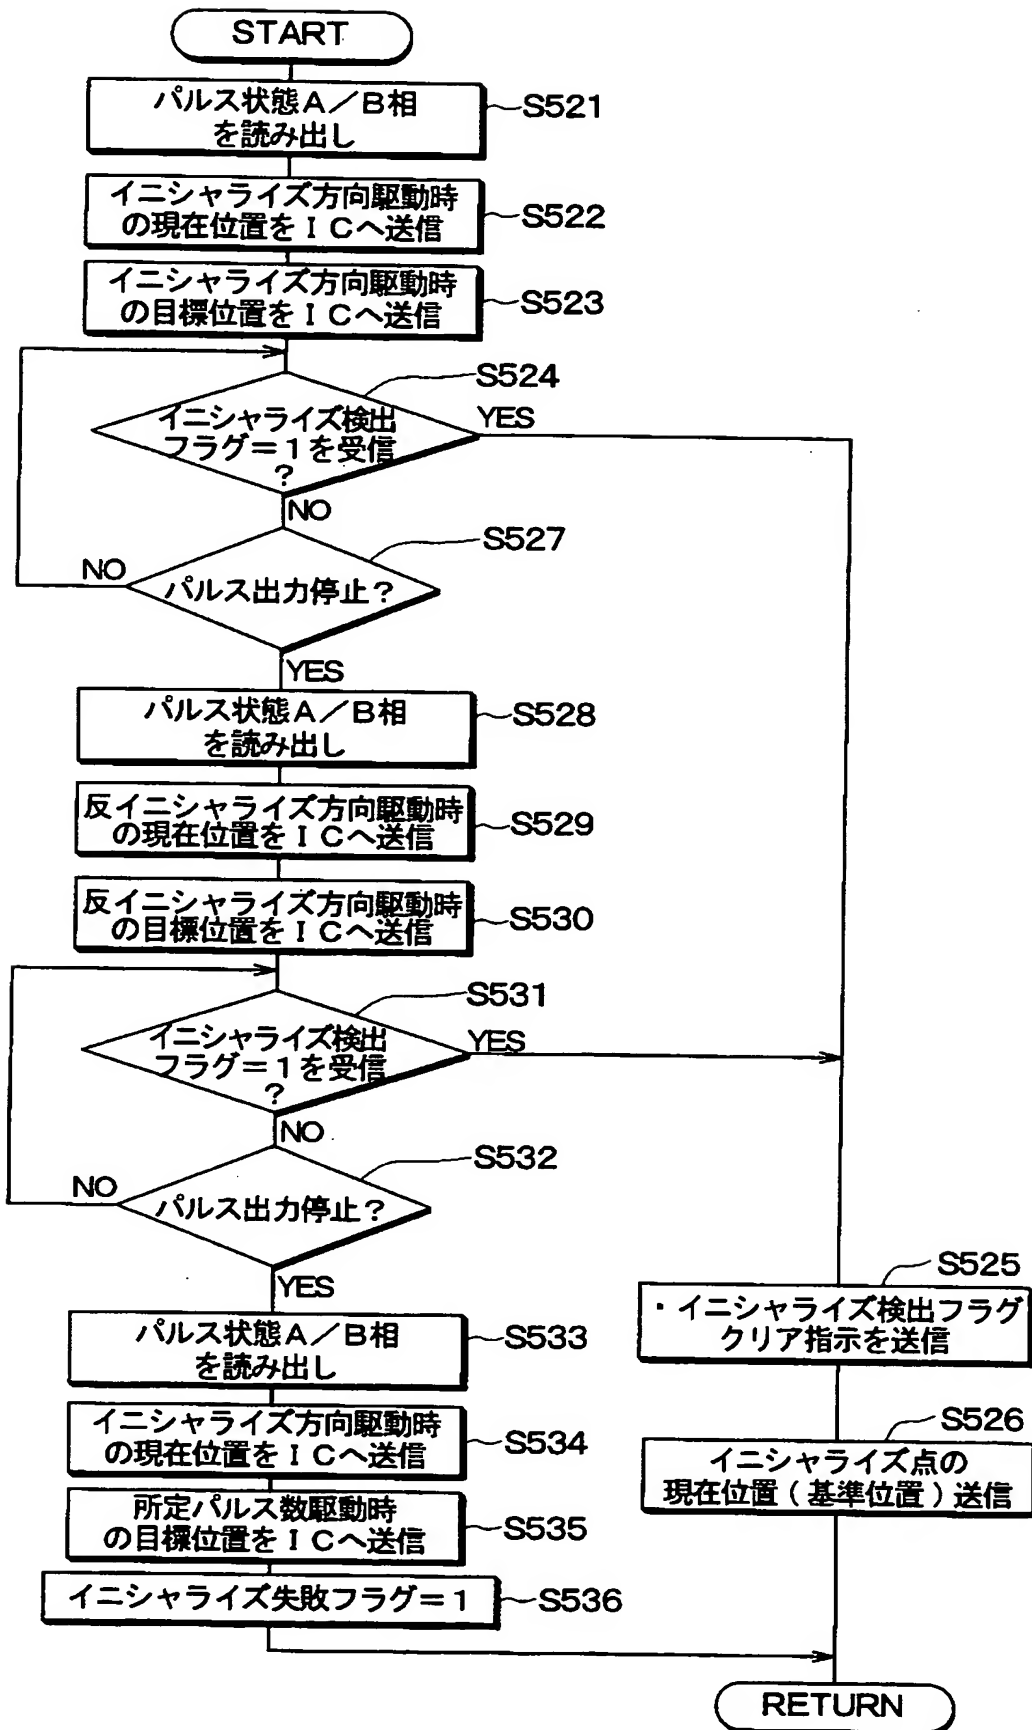 START
パルス状態A/B相
を読み出し
S521
イニシャライズ方向駆動時
の現在位置をICへ送信
S522
イニシャライズ方向駆動時
の目標位置をICへ送信
S523
S524
イニシャライズ検出
フラグ=1を受信
?
YES
NO
S527
パルス出力停止?
NO
YES
パルス状態A/B相
を読み出し
S528
反イニシャライズ方向駆動時
の現在位置をICへ送信
S529
反イニシャライズ方向駆動時
の目標位置をICへ送信
S530
S531
イニシャライズ検出
フラグ=1を受信
?
YES
NO
S532
パルス出力停止?
NO
YES
パルス状態A/B相
を読み出し
S533
イニシャライズ方向駆動時
の現在位置をICへ送信
S534
所定パルス数駆動時
の目標位置をICへ送信
S535
イニシャライズ失敗フラグ=1
S536
S525
・イニシャライズ検出フラグ
クリア指示を送信
S526
イニシャライズ点の
現在位置(基準位置)送信
RETURN